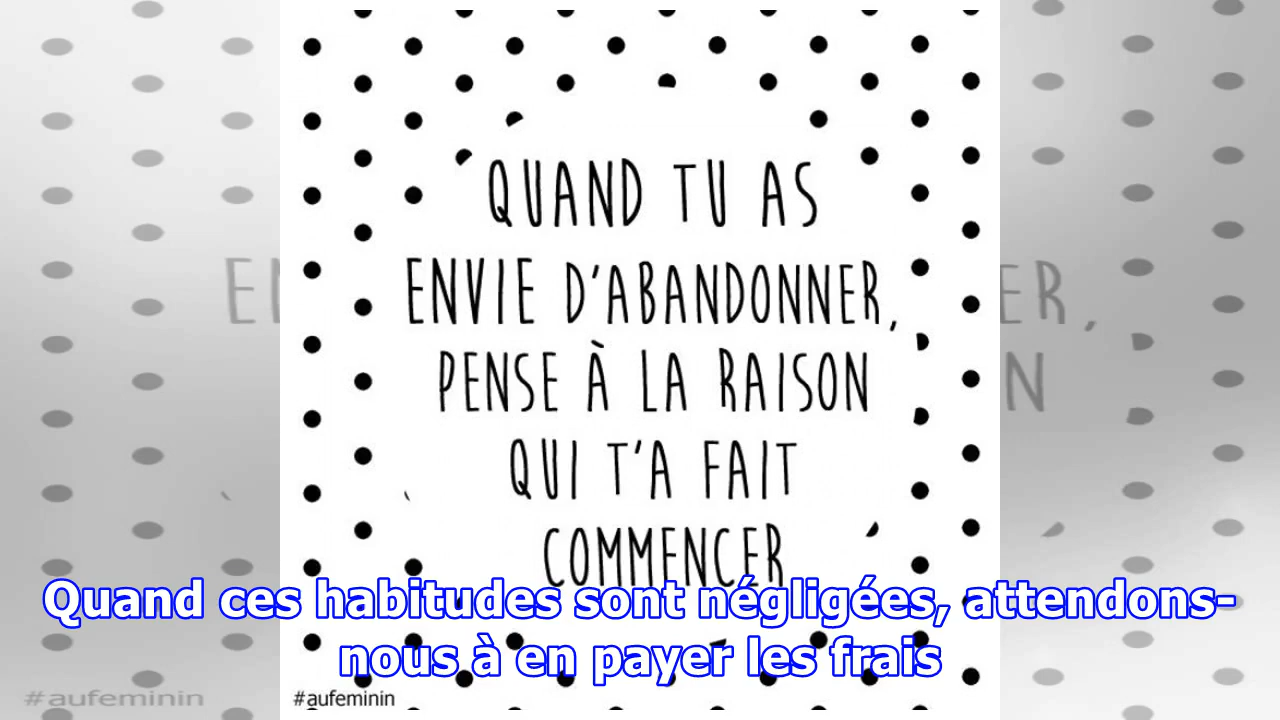 QUAND TU AS
ENVIE D'ABANDONNER,
PENSE À LA RAISON
QUI T'A FAIT
COMMENCER
Quand ces habitudes sont négligées, attendons-
nous à en payer les frais
#aufeminin
#aufeminin